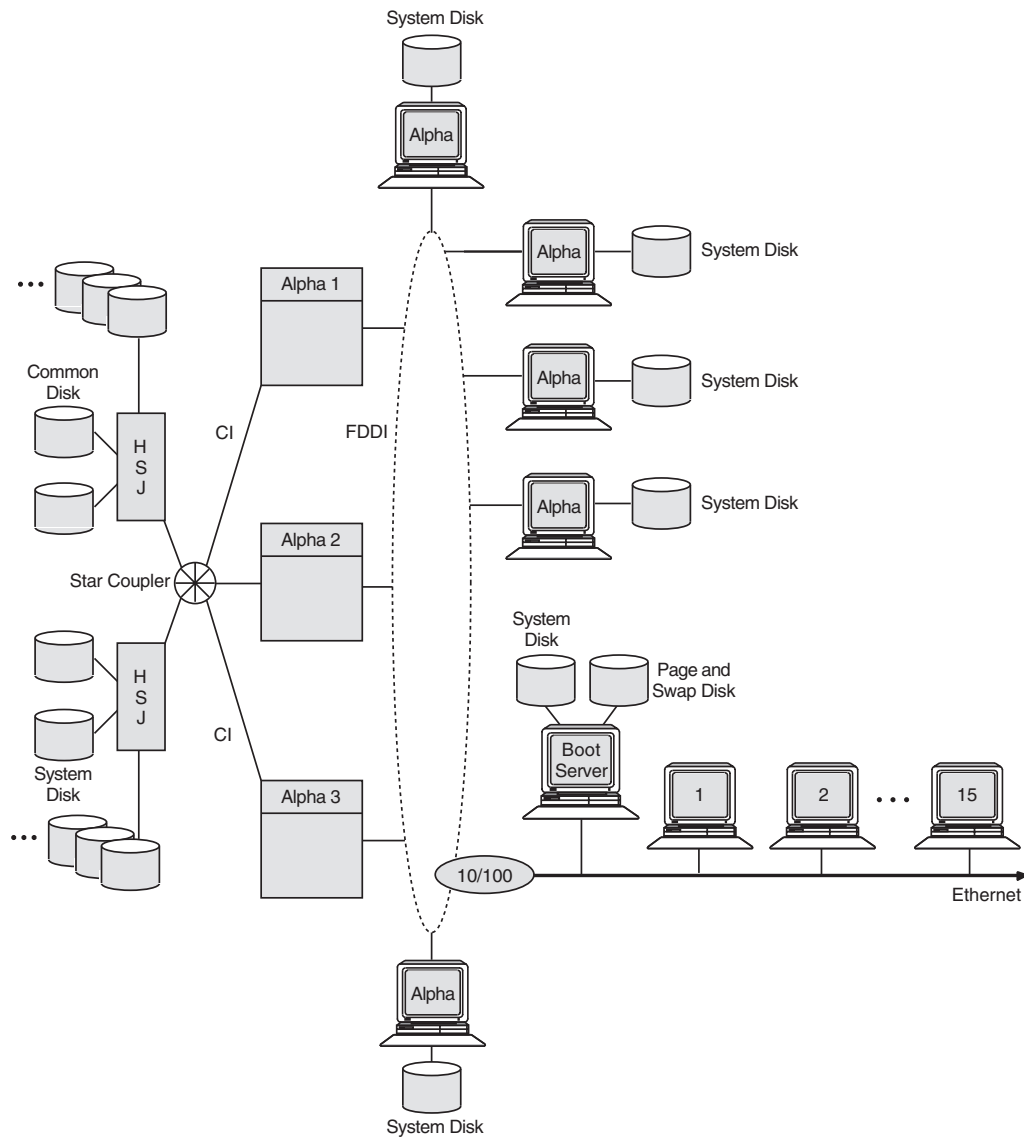 System Disk
Alpha
Alpha
System Disk
Alpha 1
...
Common
Disk
Alpha
System Disk
CI
FDDI
H
S
J
Alpha
System Disk
Alpha 2
Star Coupler
H
S
J
System
Disk
Page and
Swap Disk
CI
Boot
Server
System
Disk
Alpha 3
1
2
...
15
...
10/100
Ethernet
Alpha
System Disk